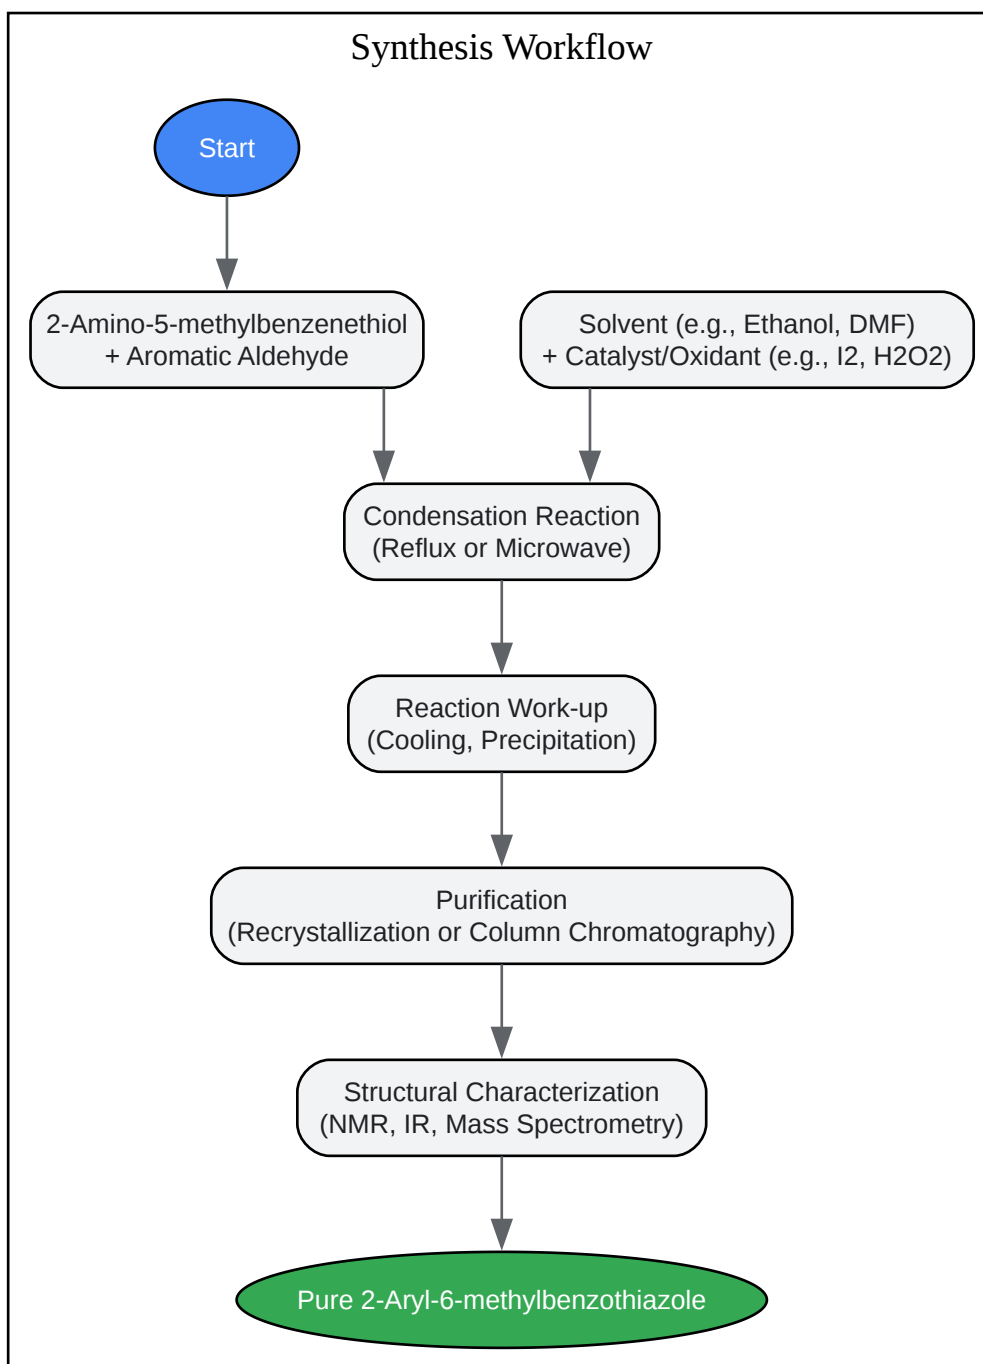 Synthesis Workflow
Start
2-Amino-5-methylbenzenethiol
+ Aromatic Aldehyde
Solvent (e.g., Ethanol, DMF)
+ Catalyst/Oxidant (e.g., I2, H2O2)
Condensation Reaction
(Reflux or Microwave)
Reaction Work-up
(Cooling, Precipitation)
Purification
(Recrystallization or Column Chromatography)
Structural Characterization
(NMR, IR, Mass Spectrometry)
Pure 2-Aryl-6-methylbenzothiazole